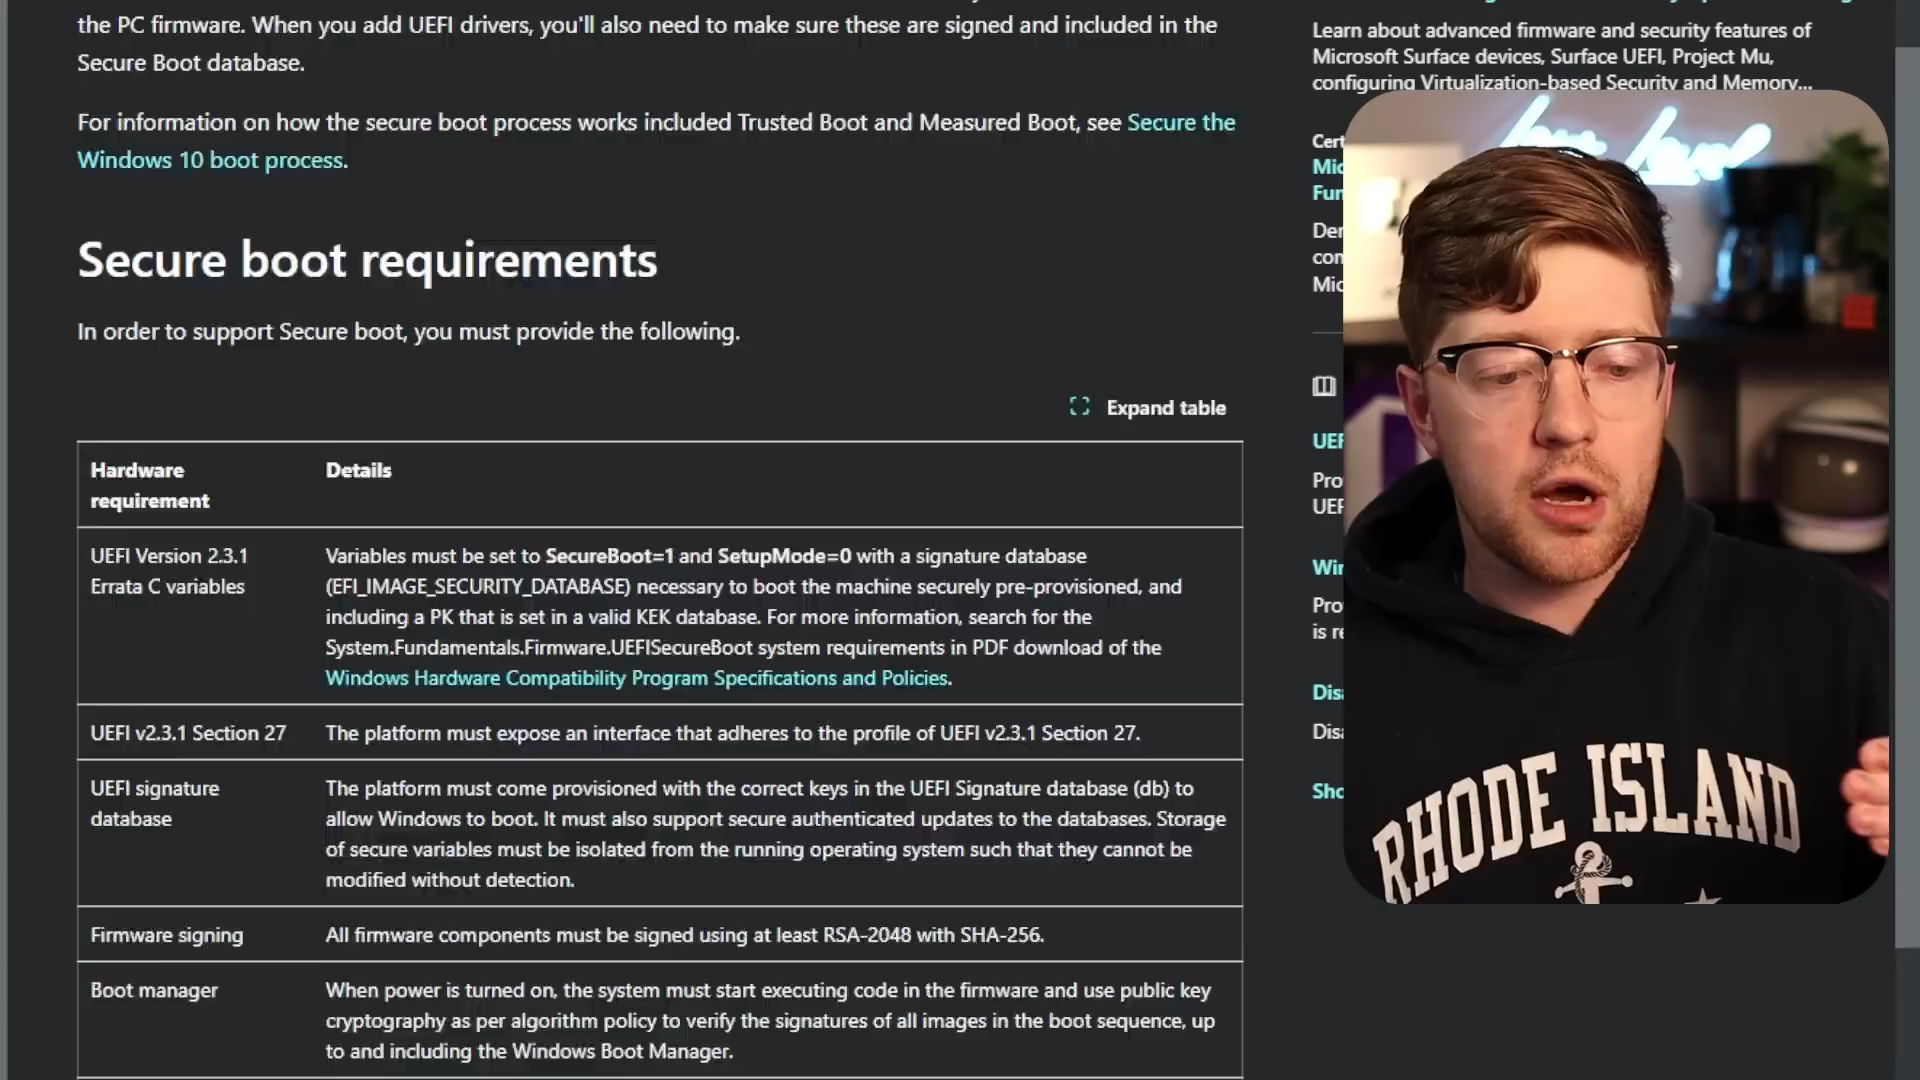 the PC firmware. When you add UEFI drivers, you'll also need to make sure these are signed and included in the
Secure Boot database.
For information on how the secure boot process works included Trusted Boot and Measured Boot, see Secure the
Windows 10 boot process.
Secure boot requirements
In order to support Secure boot, you must provide the following.
Expand table
Hardware
requirement
Details
UEFI Version 2.3.1
Errata C variables
Variables must be set to SecureBoot=1 and SetupMode=0 with a signature database
(EFI_IMAGE_SECURITY_DATABASE) necessary to boot the machine securely pre-provisioned, and
including a PK that is set in a valid KEK database. For more information, search for the
System.Fundamentals.Firmware.UEFISecureBoot system requirements in PDF download of the
Windows Hardware Compatibility Program Specifications and Policies.
UEFI v2.3.1 Section 27
The platform must expose an interface that adheres to the profile of UEFI v2.3.1 Section 27.
UEFI signature
database
The platform must come provisioned with the correct keys in the UEFI Signature database (db) to
allow Windows to boot. It must also support secure authenticated updates to the databases. Storage
of secure variables must be isolated from the running operating system such that they cannot be
modified without detection.
Firmware signing
All firmware components must be signed using at least RSA-2048 with SHA-256.
Boot manager
When power is turned on, the system must start executing code in the firmware and use public key
cryptography as per algorithm policy to verify the signatures of all images in the boot sequence, up
to and including the Windows Boot Manager.
Learn about advanced firmware and security features of
Microsoft Surface devices, Surface UEFI, Project Mu,
configuring Virtualization-based Security and Memory...
RHODE ISLAND